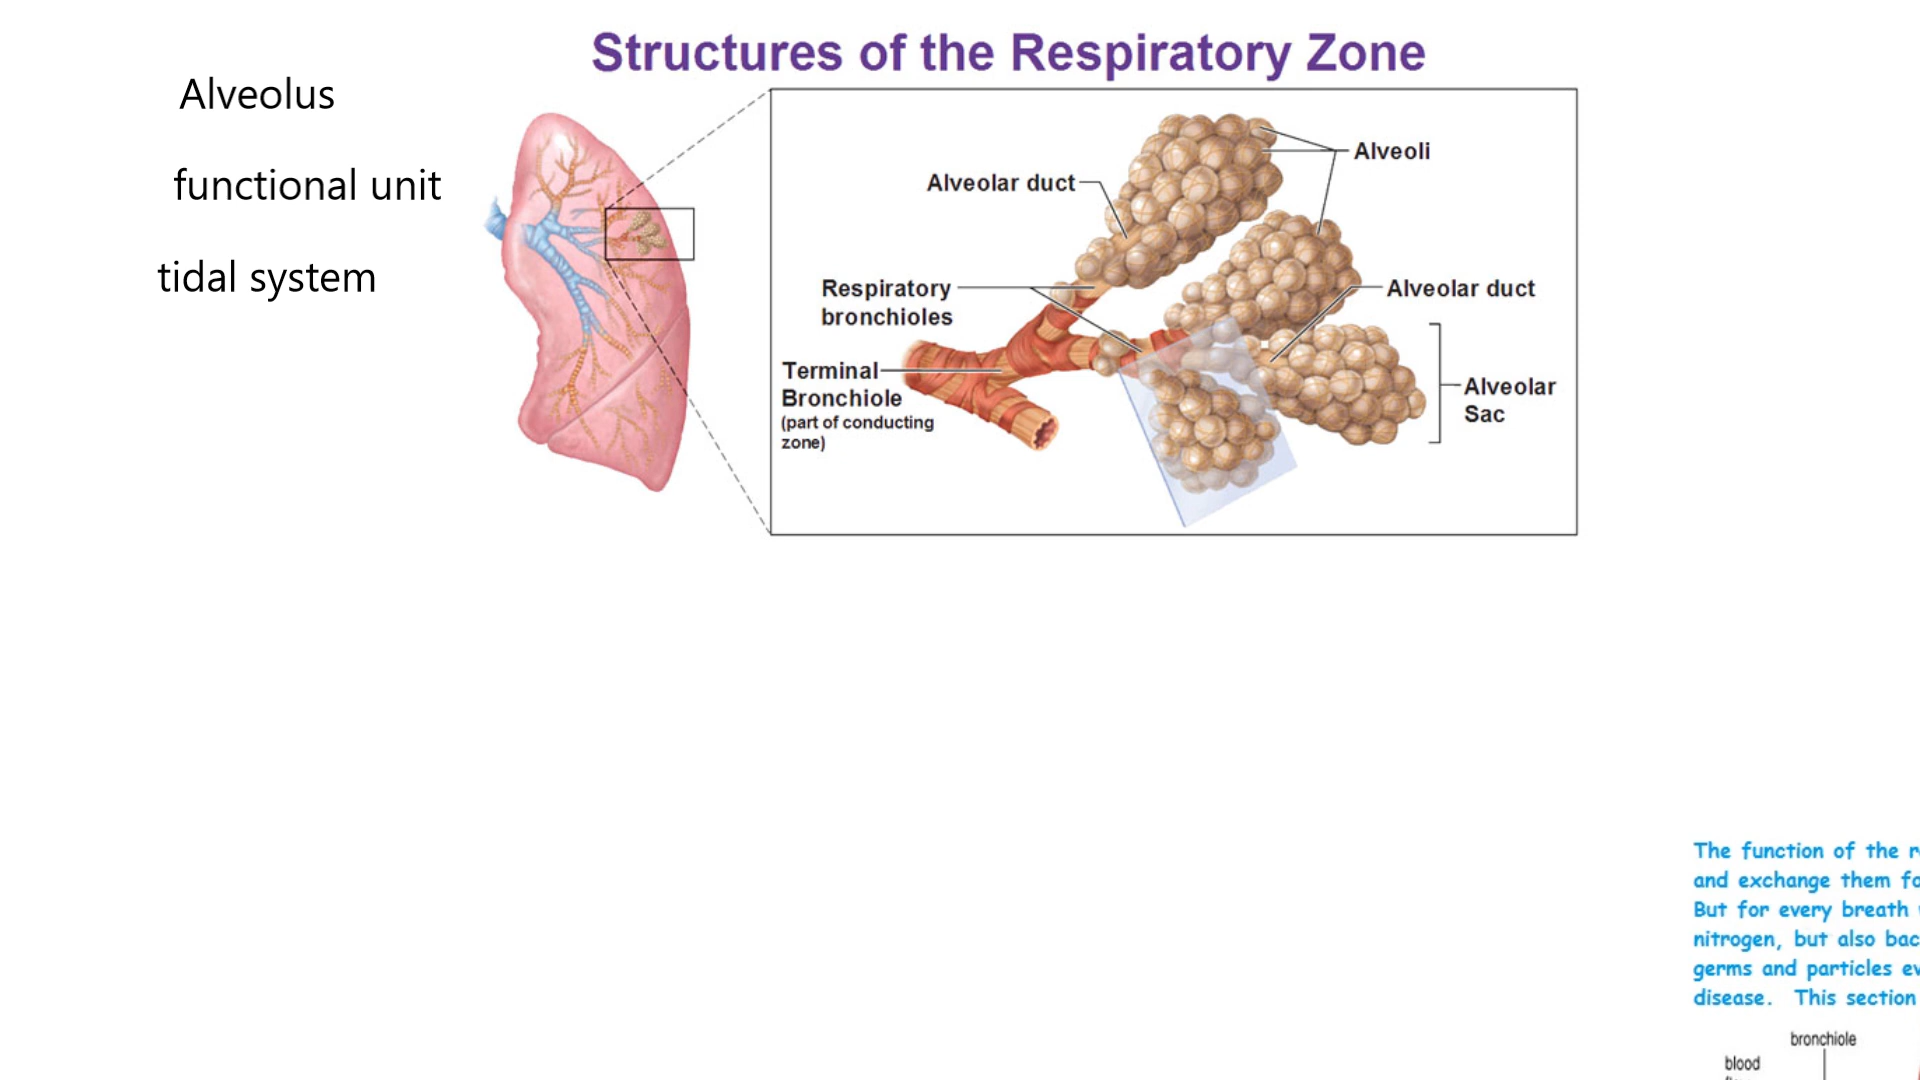 Structures of the Respiratory Zone
Alveolus
functional unit
tidal system
Alveoli
Alveolar duct
Respiratory
bronchioles
Alveolar duct
Terminal
Bronchiole
(part of conducting
zone)
Alveolar
Sac
The function of the
and exchange them
But for every breath
nitrogen, but also
germs and particles
disease. This section
bronchiole
blood